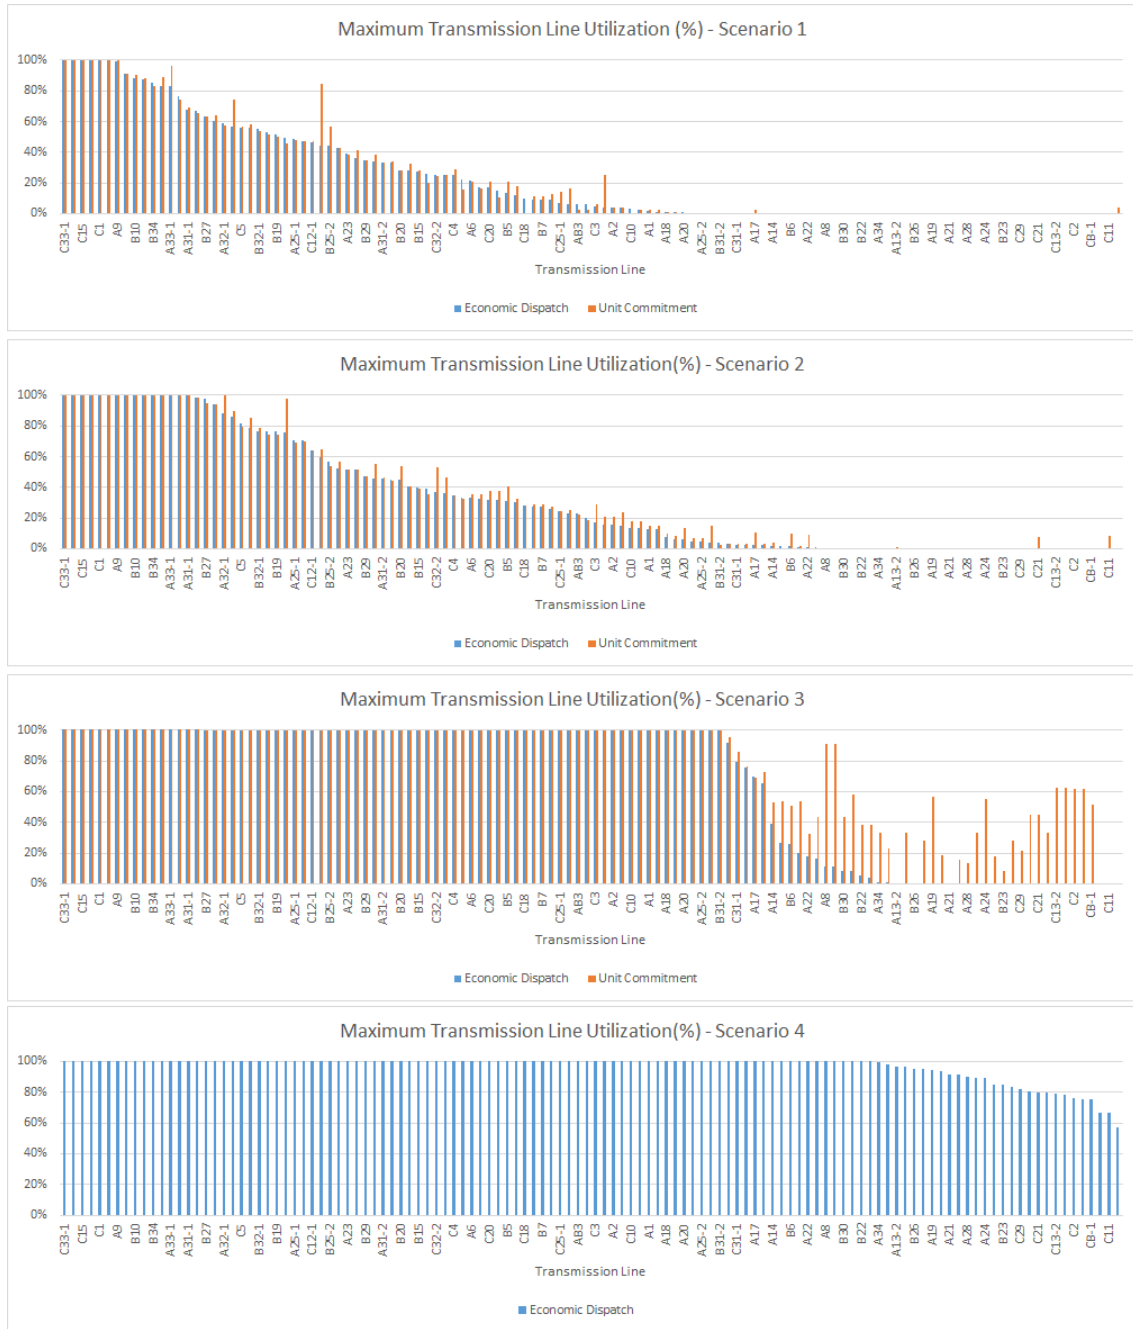 Maximum Transmission Line Utilization (%) - Scenario 1
100%
80%
60%
40%
20%
0%
C33-1 C15 C1 A9 B10 B34 A33-1 A31-1 B27 A32-1 C5 B32-1 B19 A25-1 C12-1 B25-2 A23 B29 A31-2 B20 B15 C32-2 C4 A6 C20 B5 C18 B7 C25-1 AB3 C3 A2 C10 A1 A18 A20 A25-2 B31-2 C31-1 A17 A14 B6 A22 A8 B30 B22 A34 A13-2 B26 A19 A21 A28 A24 B23 C29 C21 C13-2 C2 CB-1 C11
Transmission Line
Economic Dispatch Unit Commitment
Maximum Transmission Line Utilization(%) - Scenario 2
100%
80%
60%
40%
20%
0%
C33-1 C15 C1 A9 B10 B34 A33-1 A31-1 B27 A32-1 C5 B32-1 B19 A25-1 C12-1 B25-2 A23 B29 A31-2 B20 B15 C32-2 C4 A6 C20 B5 C18 B7 C25-1 AB3 C3 A2 C10 A1 A18 A20 A25-2 B31-2 C31-1 A17 A14 B6 A22 A8 B30 B22 A34 A13-2 B26 A19 A21 A28 A24 B23 C29 C21 C13-2 C2 CB-1 C11
Transmission Line
Economic Dispatch Unit Commitment
Maximum Transmission Line Utilization(%) - Scenario 3
100%
80%
60%
40%
20%
0%
C33-1 C15 C1 A9 B10 B34 A33-1 A31-1 B27 A32-1 C5 B32-1 B19 A25-1 C12-1 B25-2 A23 B29 A31-2 B20 B15 C32-2 C4 A6 C20 B5 C18 B7 C25-1 AB3 C3 A2 C10 A1 A18 A20 A25-2 B31-2 C31-1 A17 A14 B6 A22 A8 B30 B22 A34 A13-2 B26 A19 A21 A28 A24 B23 C29 C21 C13-2 C2 CB-1 C11
Transmission Line
Economic Dispatch Unit Commitment
Maximum Transmission Line Utilization(%) - Scenario 4
100%
80%
60%
40%
20%
0%
C33-1 C15 C1 A9 B10 B34 A33-1 A31-1 B27 A32-1 C5 B32-1 B19 A25-1 C12-1 B25-2 A23 B29 A31-2 B20 B15 C32-2 C4 A6 C20 B5 C18 B7 C25-1 AB3 C3 A2 C10 A1 A18 A20 A25-2 B31-2 C31-1 A17 A14 B6 A22 A8 B30 B22 A34 A13-2 B26 A19 A21 A28 A24 B23 C29 C21 C13-2 C2 CB-1 C11
Transmission Line
Economic Dispatch